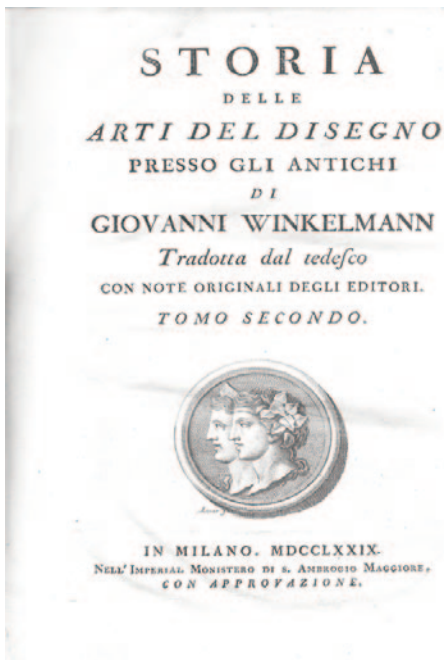 STORIA
DELLE
ARTI DEL DISEGNO
PRESSO GLI ANTICHI
DI
GIOVANNI WINKELMANN
Tradotta dal tedeſco
CON NOTE ORIGINALI DEGLI EDITORI.
TOMO SECONDO.
IN MILANO. MDCCLXXIX.
NELL' IMPERIAL MONISTERO DI S. AMBROGIO MAGGIORE.
CON APPROVAZIONE.